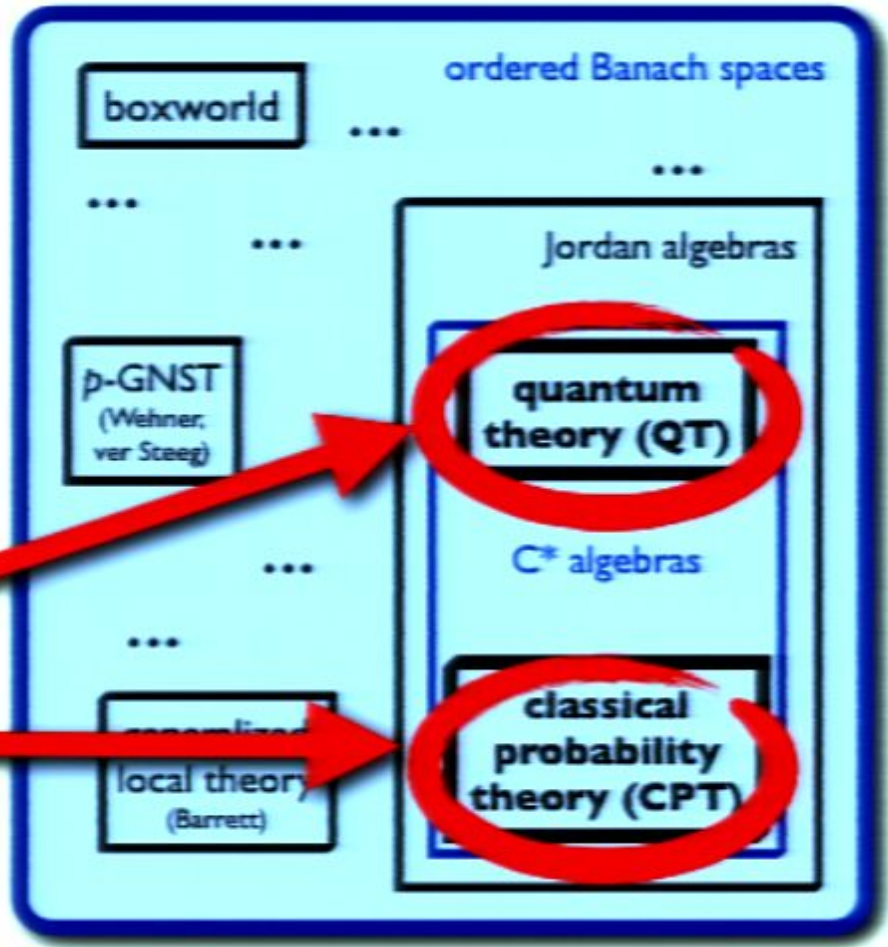 ordered Banach spaces
boxworld
...
...
...
...
Jordan algebras
p-GNST
(Wehner,
ver Steeg)
quantum
theory (QT)
C* algebras
...
...
generalized
local theory
(Barrett)
classical
probability
theory (CPT)